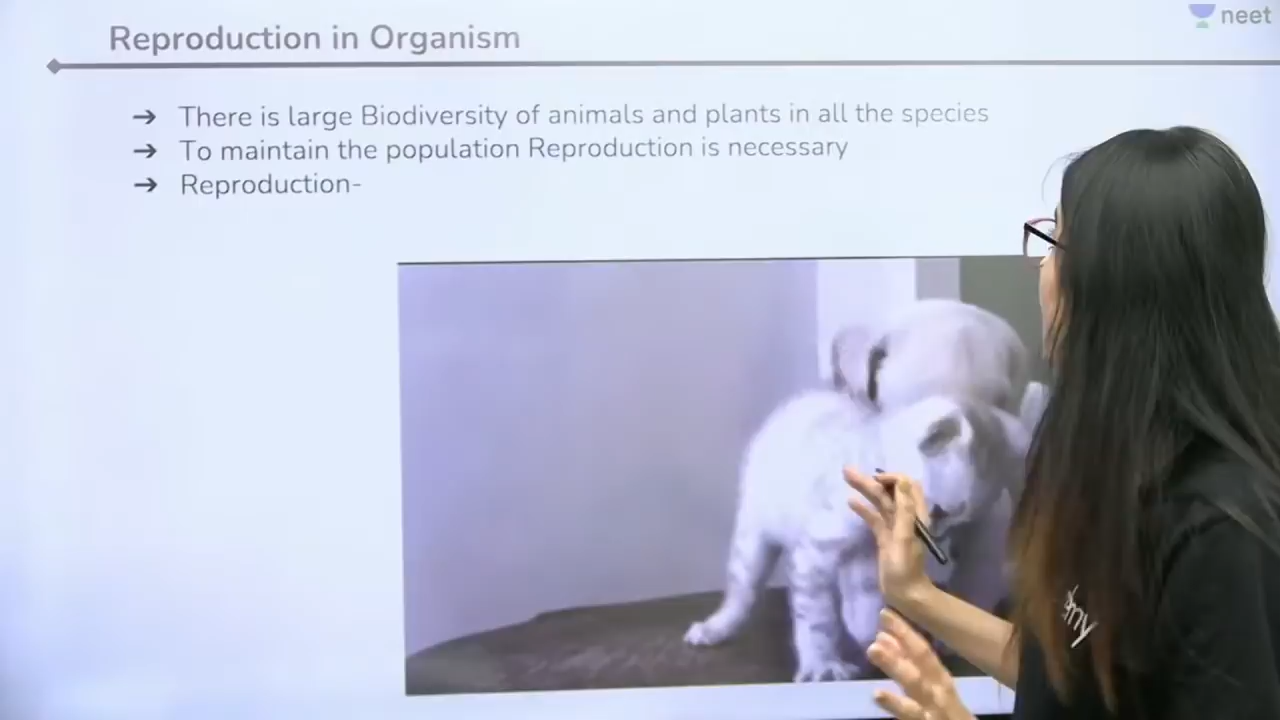 neet
Reproduction in Organism
➔ There is large Biodiversity of animals and plants in all the species
➔ To maintain the population Reproduction is necessary
➔ Reproduction-